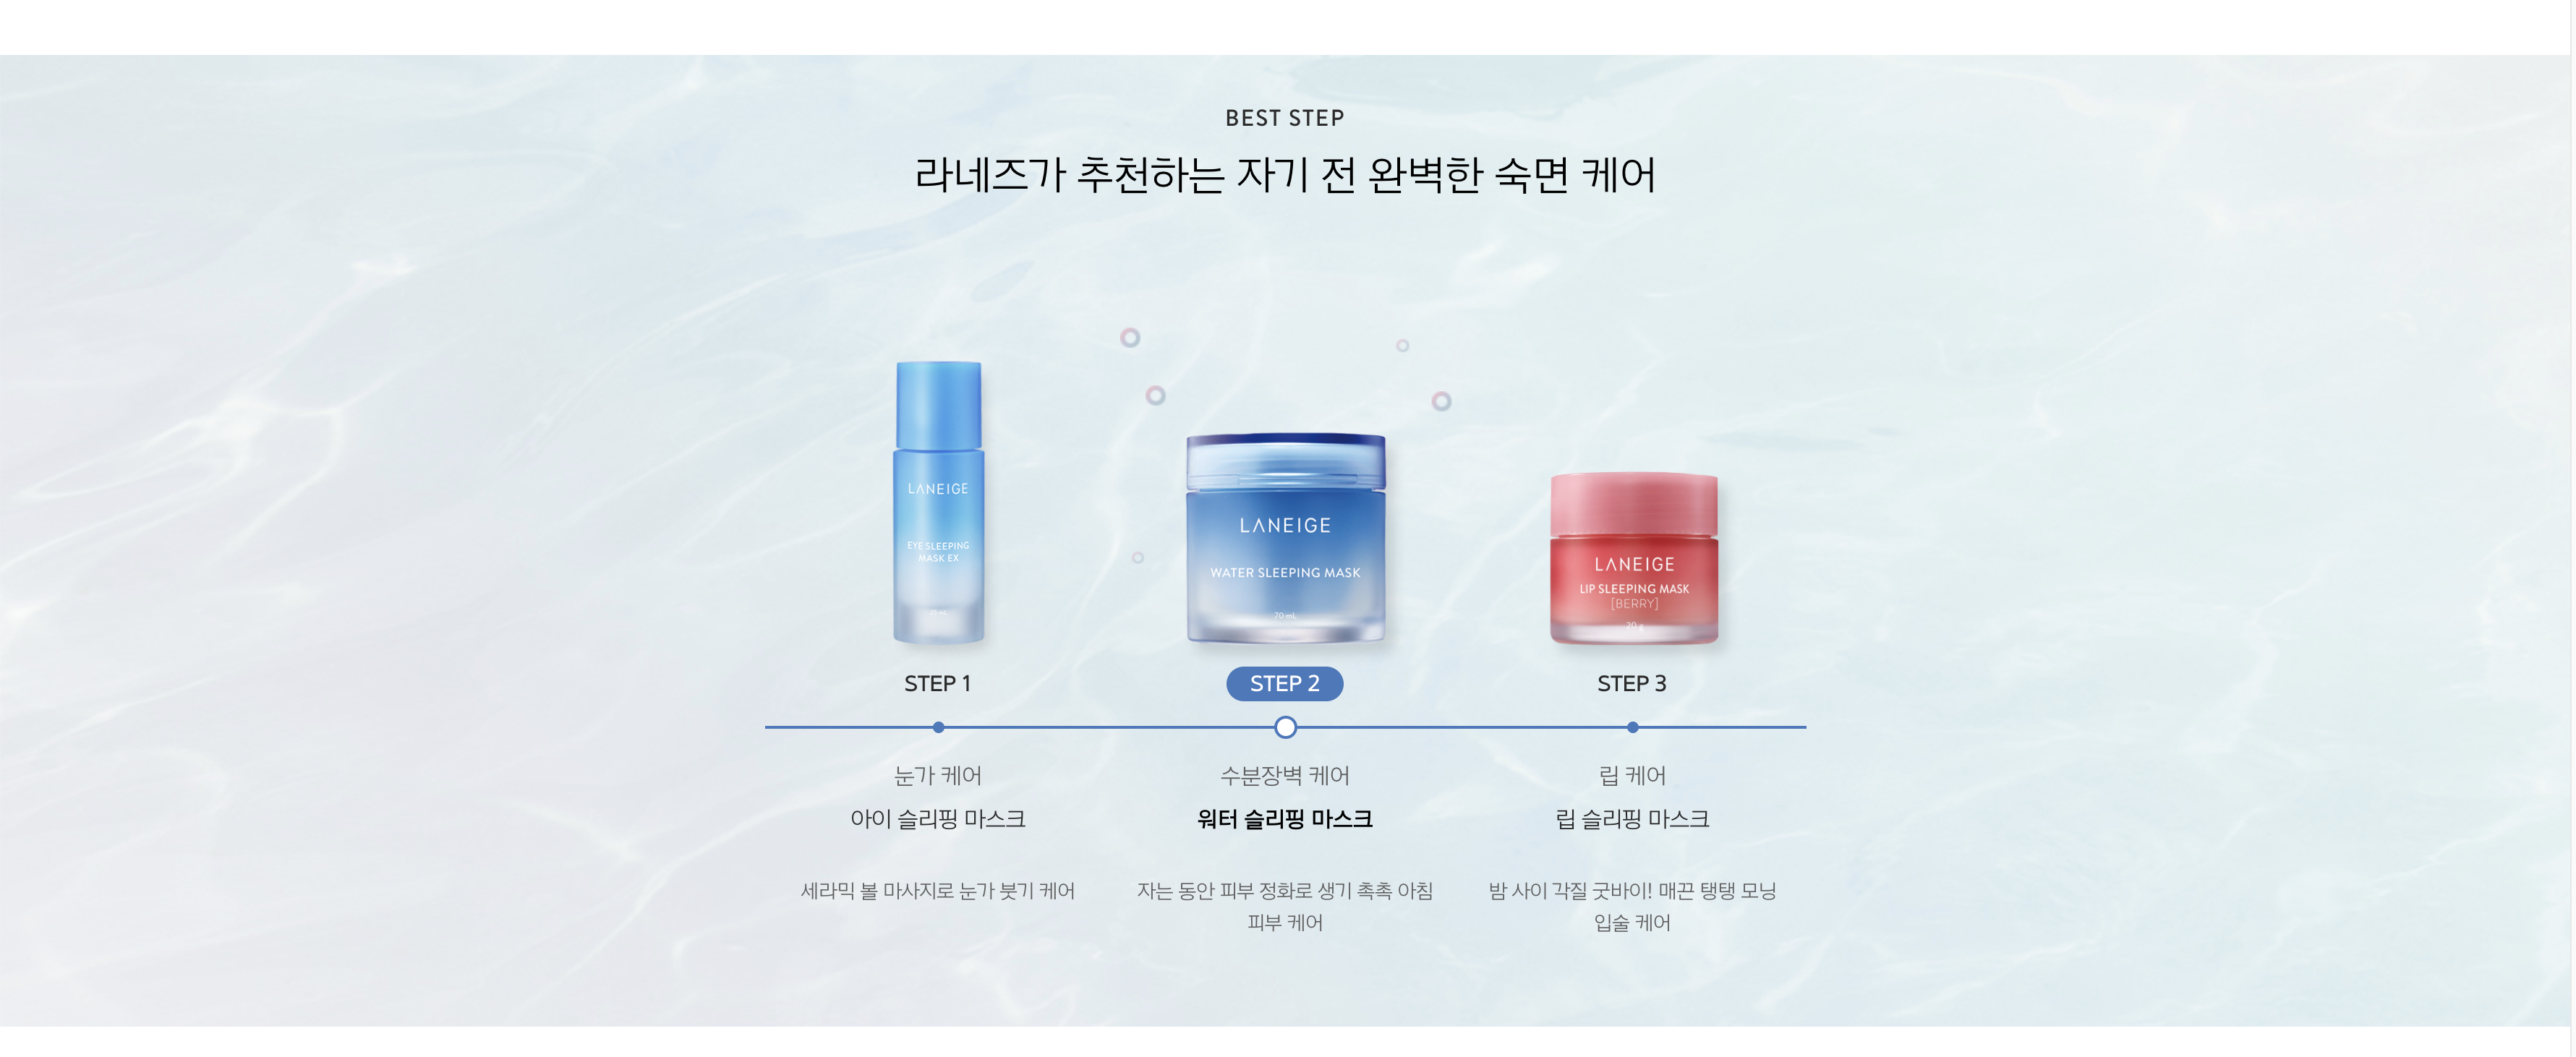 BEST STEP
라네즈가 추천하는 자기 전 완벽한 숙면 케어
LANEIGE
EYE SLEEPING
MASK EX
LANEIGE
WATER SLEEPING MASK
70 mL
LANEIGE
LIP SLEEPING MASK
[BERRY]
20 g
STEP 1
STEP 2
STEP 3
눈가 케어
아이 슬리핑 마스크
세라믹 볼 마사지로 눈가 붓기 케어
수분장벽 케어
워터 슬리핑 마스크
자는 동안 피부 정화로 생기 촉촉 아침
피부 케어
립 케어
립 슬리핑 마스크
밤 사이 각질 굿바이! 매끈 탱탱 모닝
입술 케어